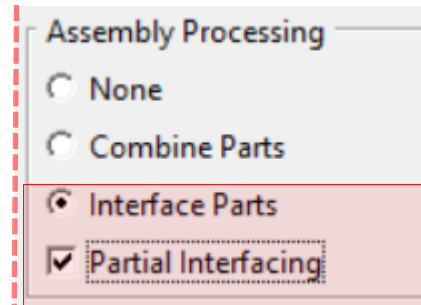 Assembly Processing
None
Combine Parts
Interface Parts
Partial Interfacing